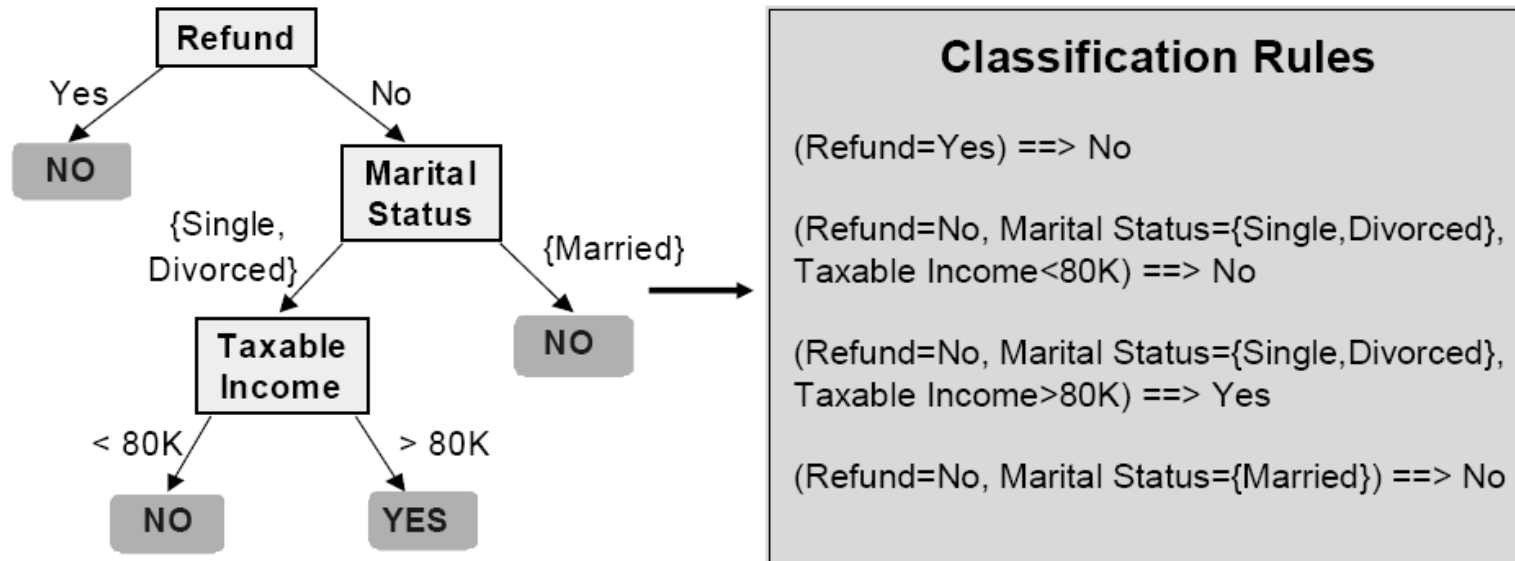 Refund
Yes
No
NO
Marital
Status
{Single,
Divorced}
{Married}
Taxable
Income
NO
< 80K
> 80K
NO
YES
Classification Rules
(Refund=Yes) ==> No
(Refund=No, Marital Status={Single,Divorced},
Taxable Income<80K) ==> No
(Refund=No, Marital Status={Single,Divorced},
Taxable Income>80K) ==> Yes
(Refund=No, Marital Status={Married}) ==> No